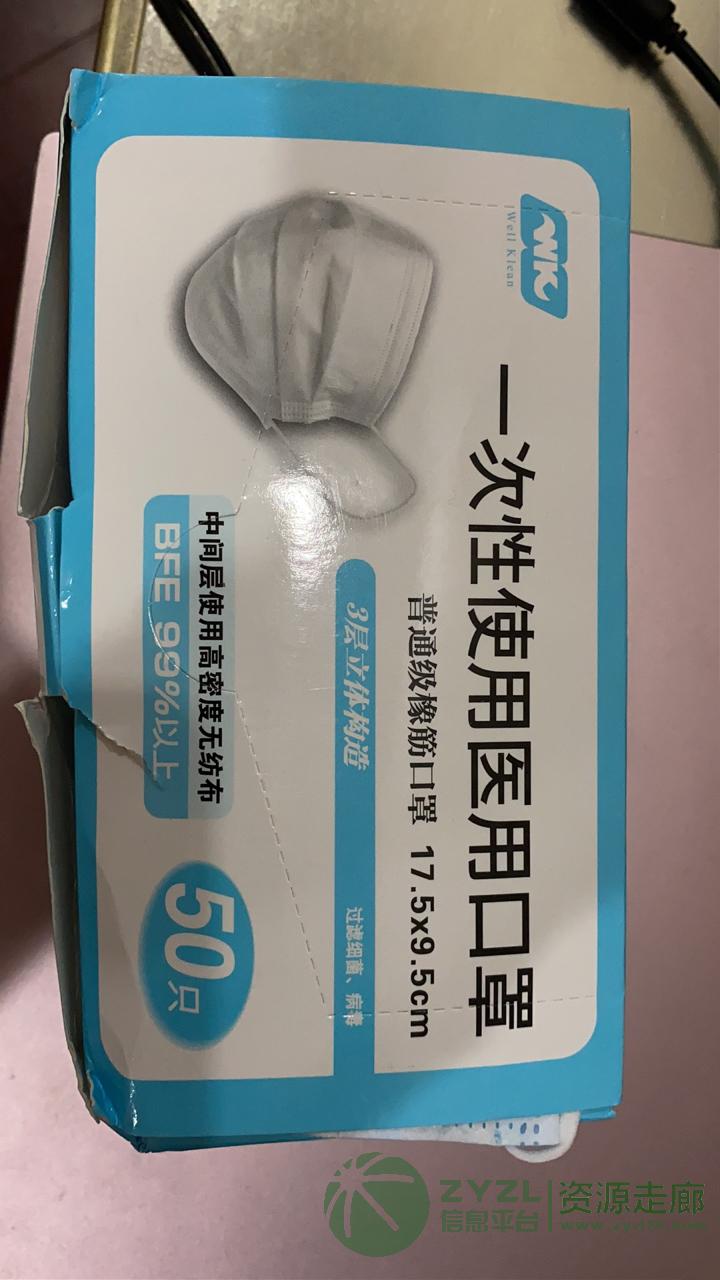 WK
Well Klean
一次性使用医用口罩
普通级橡筋口罩 17.5x9.5cm
3层立体构造
过滤细菌、病毒
中间层使用高密度无纺布
BFE 99%以上
50只
ZYZL
信息平台
资源走廊